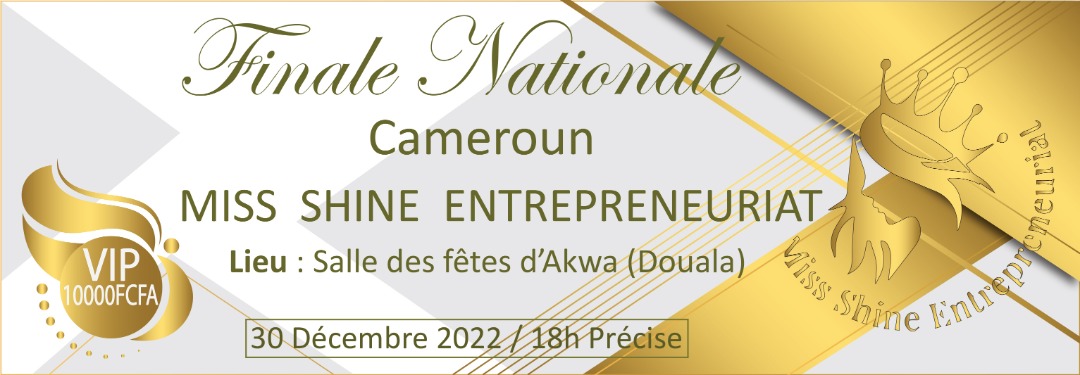 Finale Nationale
Cameroun
MISS SHINE ENTREPRENEURIAT
Lieu : Salle des fêtes d'Akwa (Douala)
VIP
10000FCFA
30 Décembre 2022 / 18h Précise
Miss Shine Entrepreneurial